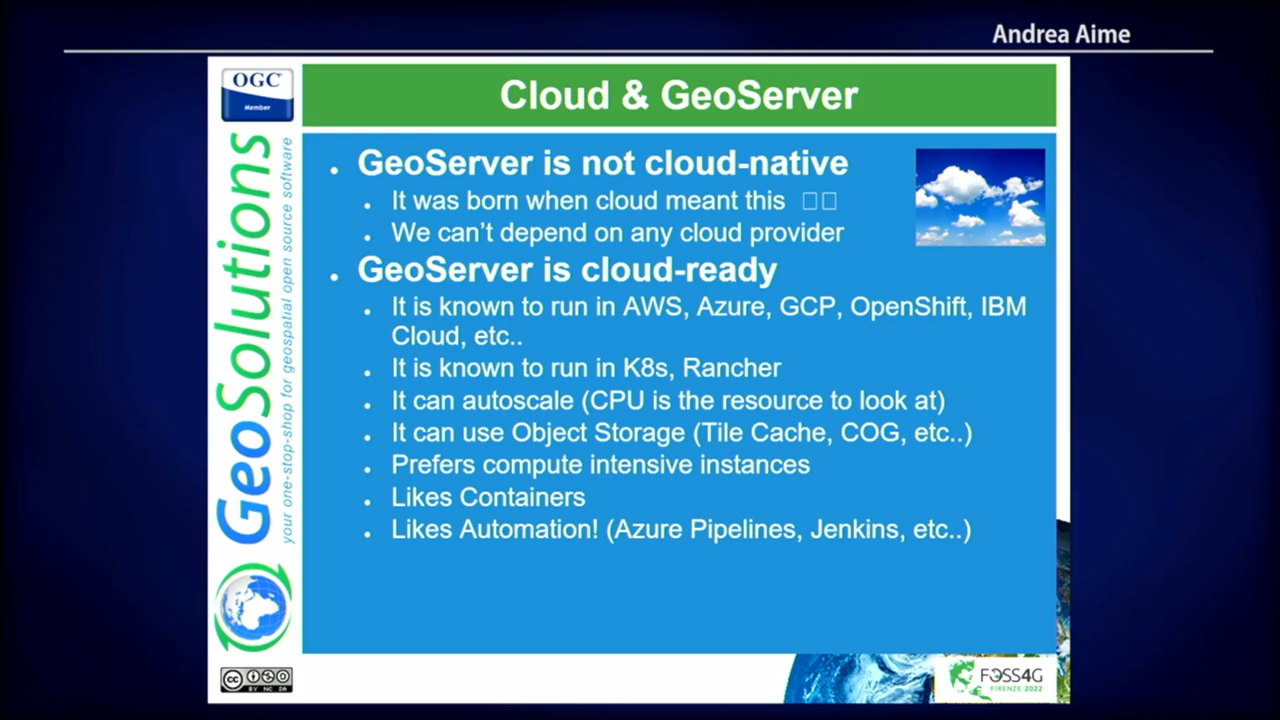 Andrea Aime
OGC
Member
Cloud & GeoServer
GeoSolutions
your one-stop-shop for geospatial open source software
• GeoServer is not cloud-native
• It was born when cloud meant this □□
• We can't depend on any cloud provider
• GeoServer is cloud-ready
• It is known to run in AWS, Azure, GCP, OpenShift, IBM
Cloud, etc..
• It is known to run in K8s, Rancher
• It can autoscale (CPU is the resource to look at)
• It can use Object Storage (Tile Cache, COG, etc..)
• Prefers compute intensive instances
• Likes Containers
• Likes Automation! (Azure Pipelines, Jenkins, etc..)
cc
BY NC SA
FOSS4G
FIRENZE 2022